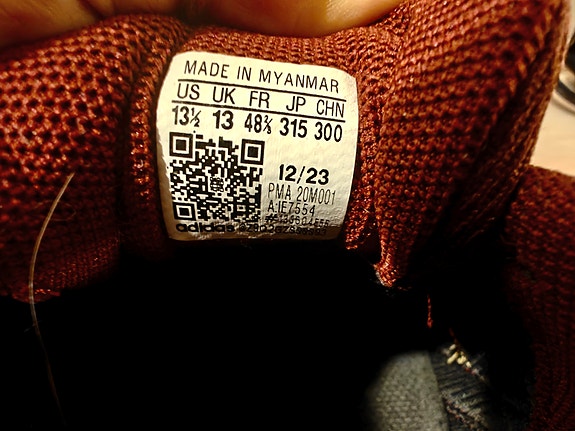 MADE IN MYANMAR
US UK FR JP CHN
13½ 13 48⅔ 315 300
12/23
PMA 20M001
A.IE7554
adidas